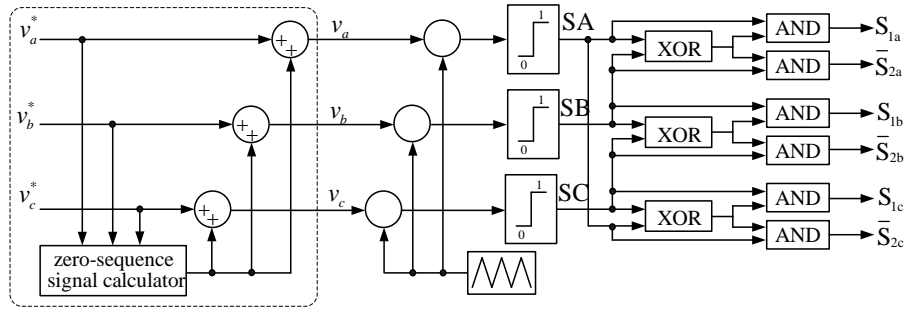 v*a
+
+
va
1
0
SA
XOR
AND
S1a
AND
S̅2a
v*b
+
+
vb
1
0
SB
XOR
AND
S1b
AND
S̅2b
v*c
+
+
vc
1
0
SC
XOR
AND
S1c
AND
S̅2c
zero-sequence
signal calculator